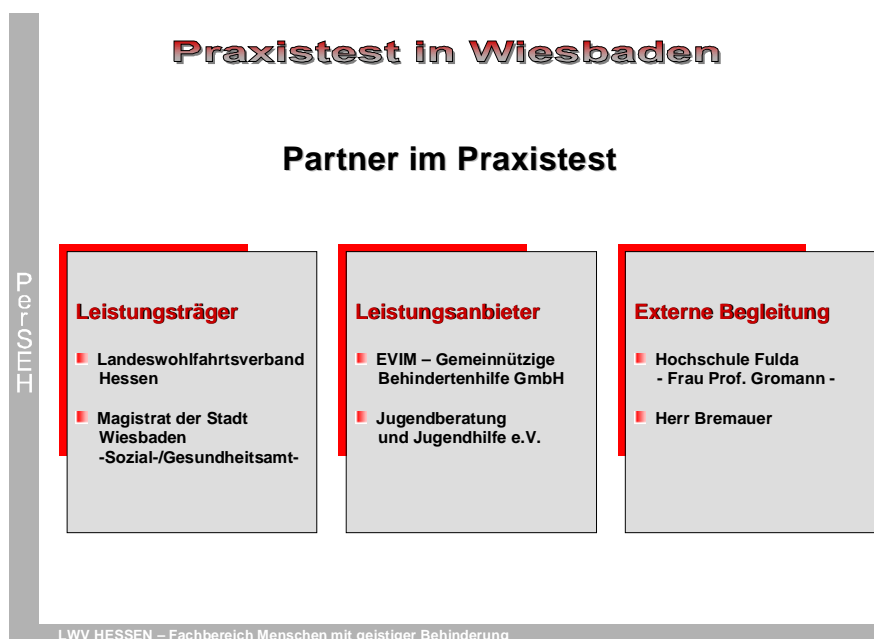 Praxistest in Wiesbaden
Partner im Praxistest
PerSEH
Leistungsträger
Landeswohlfahrtsverband
Hessen
Magistrat der Stadt
Wiesbaden
-Sozial-/Gesundheitsamt-
Leistungsanbieter
EVIM – Gemeinnützige
Behindertenhilfe GmbH
Jugendberatung
und Jugendhilfe e.V.
Externe Begleitung
Hochschule Fulda
- Frau Prof. Gromann -
Herr Bremauer
LWV HESSEN – Fachbereich Menschen mit geistiger Behinderung